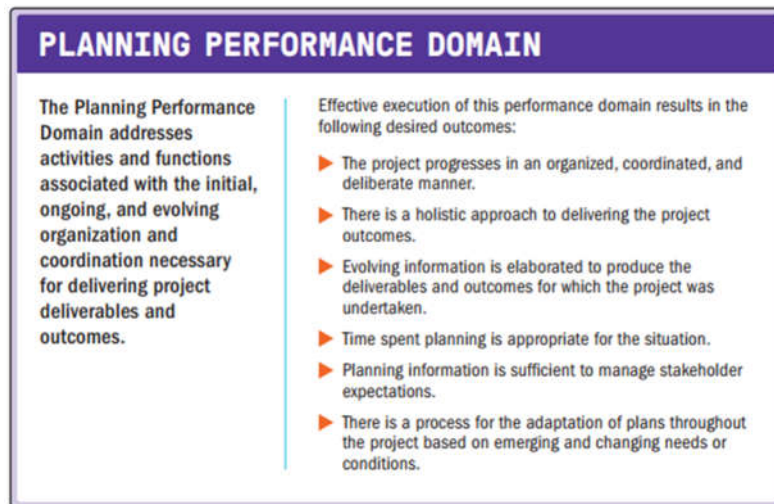 PLANNING PERFORMANCE DOMAIN
The Planning Performance
Domain addresses
activities and functions
associated with the initial,
ongoing, and evolving
organization and
coordination necessary
for delivering project
deliverables and
outcomes.
Effective execution of this performance domain results in the
following desired outcomes:
▶ The project progresses in an organized, coordinated, and
deliberate manner.
▶ There is a holistic approach to delivering the project
outcomes.
▶ Evolving information is elaborated to produce the
deliverables and outcomes for which the project was
undertaken.
▶ Time spent planning is appropriate for the situation.
▶ Planning information is sufficient to manage stakeholder
expectations.
▶ There is a process for the adaptation of plans throughout
the project based on emerging and changing needs or
conditions.